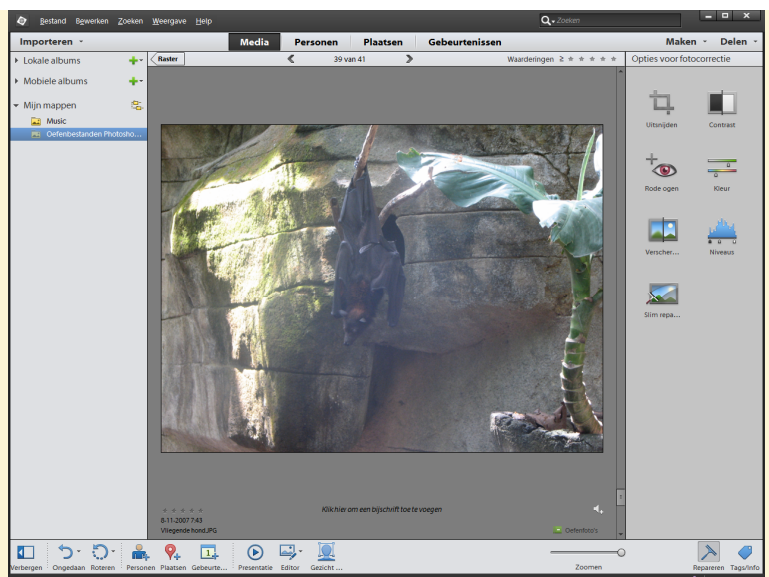 Bestand Bewerken Zoeken Weergave Help
Zoeken
Importeren
Media Personen Plaatsen Gebeurtenissen
Maken Delen
Lokale albums
Raster
39 van 41
Waarderingen ≥
Opties voor fotocorrectie
Mobiele albums
Mijn mappen
Music
Oefenbestanden Photosho...
Uitsnijden Contrast
Rode ogen Kleur
Verscher... Niveaus
Slim repa...
Klik hier om een bijschrift toe te voegen
8-11-2007 7:43
Vliegende hond.JPG
Oefenfoto's
Verbergen Ongedaan Roteren Personen Plaatsen Gebeurte... Presentatie Editor Gezicht ... Zoomen Repareren Tags/Info